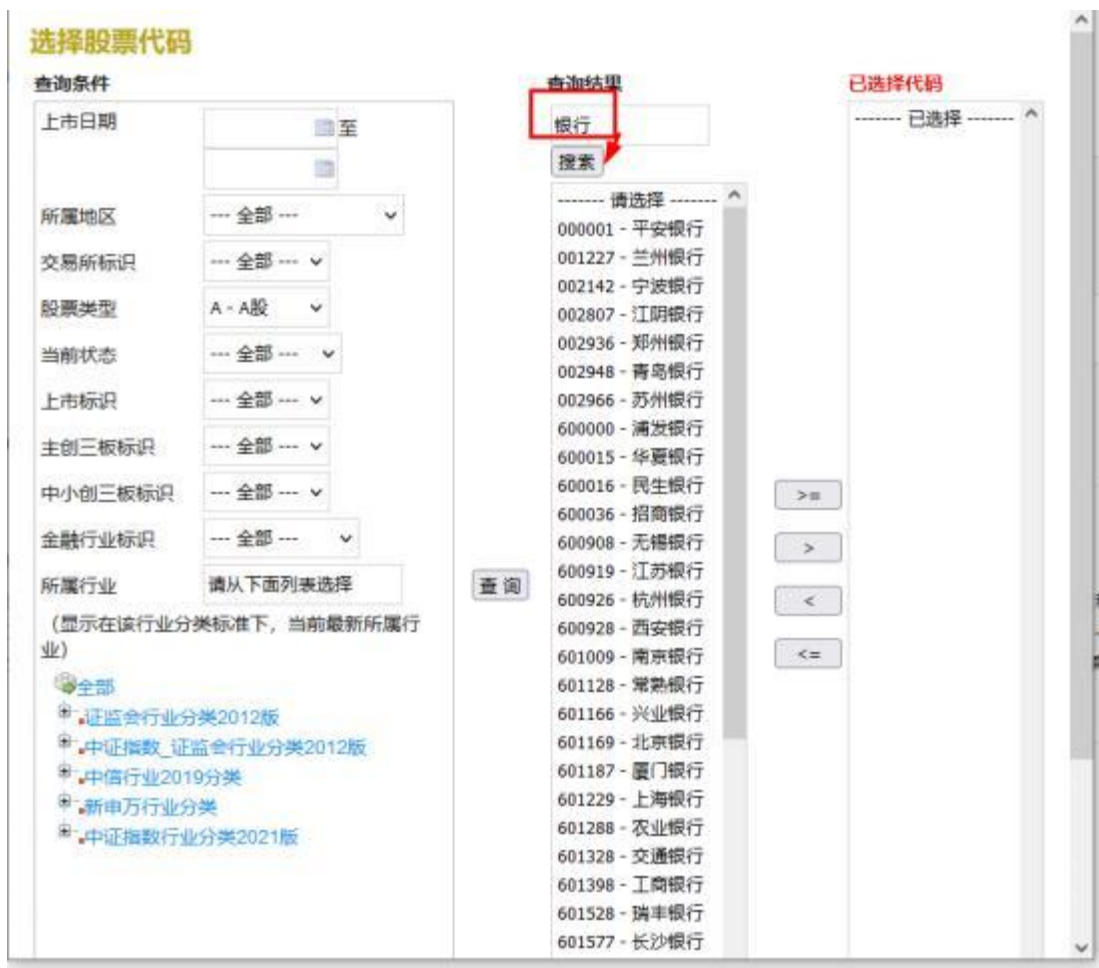 选择股票代码
查询条件
上市日期
至
所属地区
--- 全部 ---
交易所标识
--- 全部 ---
股票类型
A - A股
当前状态
--- 全部 ---
上市标识
--- 全部 ---
主创三板标识
--- 全部 ---
中小创三板标识
--- 全部 ---
金融行业标识
--- 全部 ---
所属行业
请从下面列表选择
（显示在该行业分类标准下，当前最新所属行
业）
全部
证监会行业分类2012版
中证指数_证监会行业分类2012版
中信行业2019分类
新申万行业分类
中证指数行业分类2021版
查 询
查询结果
银行
搜索
------- 请选择 -------
000001 - 平安银行
001227 - 兰州银行
002142 - 宁波银行
002807 - 江阴银行
002936 - 郑州银行
002948 - 青岛银行
002966 - 苏州银行
600000 - 浦发银行
600015 - 华夏银行
600016 - 民生银行
600036 - 招商银行
600908 - 无锡银行
600919 - 江苏银行
600926 - 杭州银行
600928 - 西安银行
601009 - 南京银行
601128 - 常熟银行
601166 - 兴业银行
601169 - 北京银行
601187 - 厦门银行
601229 - 上海银行
601288 - 农业银行
601328 - 交通银行
601398 - 工商银行
601528 - 瑞丰银行
601577 - 长沙银行
>=
>
<
<=
已选择代码
------- 已选择 -------